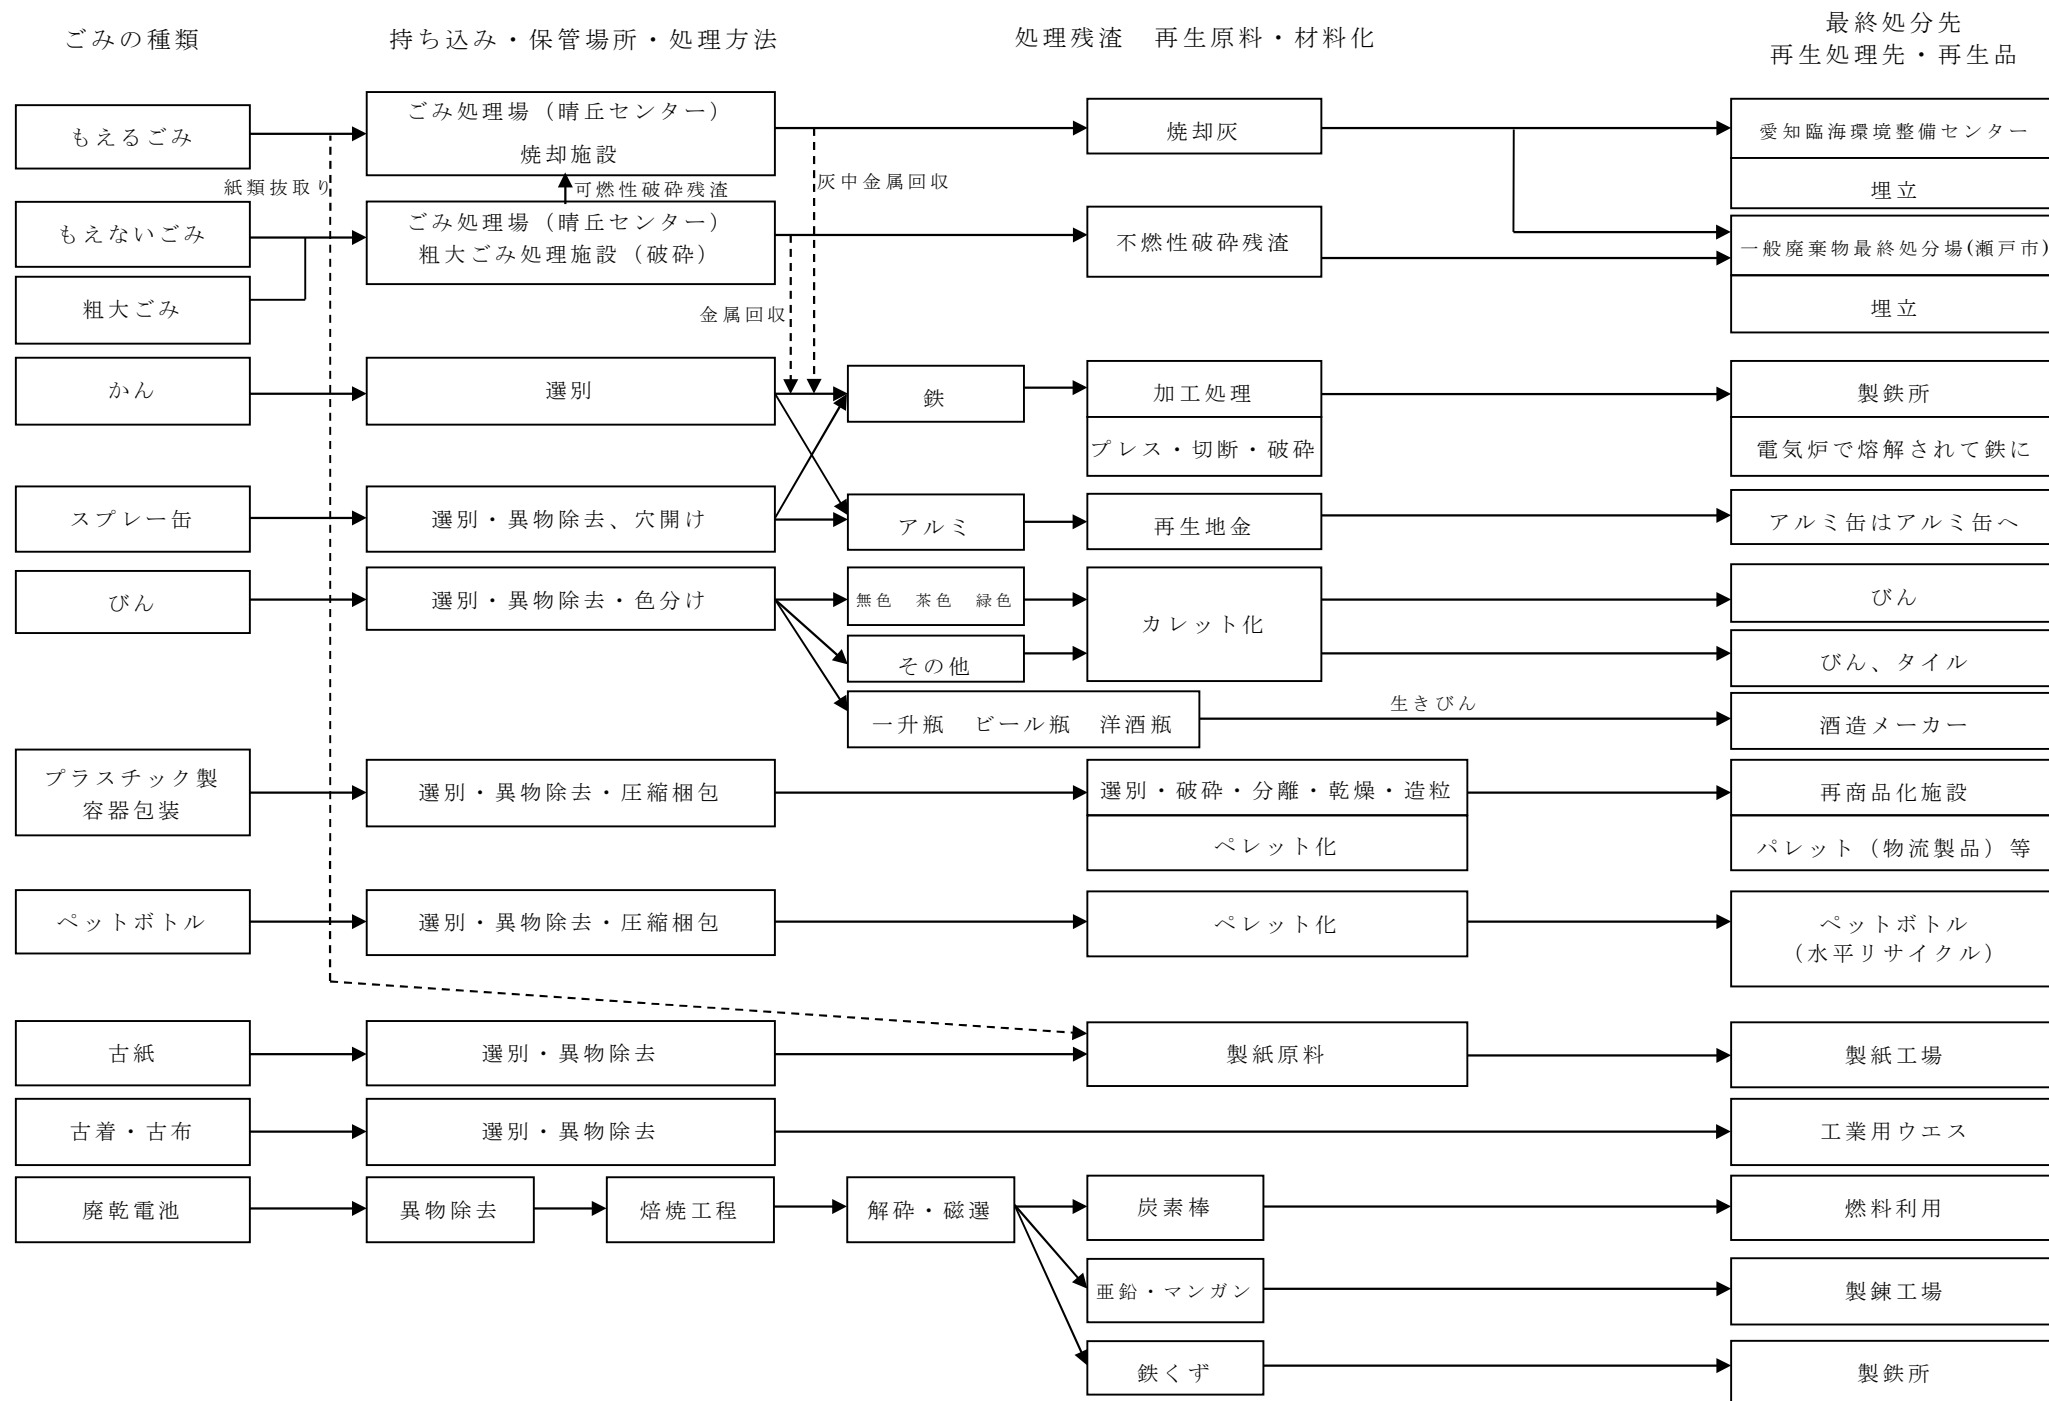 ごみの種類
持ち込み・保管場所・処理方法
処理残渣　再生原料・材料化
最終処分先
再生処理先・再生品
もえるごみ
ごみ処理場（晴丘センター）
焼却施設
焼却灰
愛知臨海環境整備センター
埋立
紙類抜取り
可燃性破砕残渣
灰中金属回収
もえないごみ
ごみ処理場（晴丘センター）
粗大ごみ処理施設（破砕）
不燃性破砕残渣
一般廃棄物最終処分場(瀬戸市)
埋立
粗大ごみ
金属回収
かん
選別
鉄
加工処理
プレス・切断・破砕
製鉄所
電気炉で熔解されて鉄に
スプレー缶
選別・異物除去、穴開け
アルミ
再生地金
アルミ缶はアルミ缶へ
びん
選別・異物除去・色分け
無色　茶色　緑色
カレット化
びん
その他
びん、タイル
一升瓶　ビール瓶　洋酒瓶
生きびん
酒造メーカー
プラスチック製
容器包装
選別・異物除去・圧縮梱包
選別・破砕・分離・乾燥・造粒
ペレット化
再商品化施設
パレット（物流製品）等
ペットボトル
選別・異物除去・圧縮梱包
ペレット化
ペットボトル
（水平リサイクル）
古紙
選別・異物除去
製紙原料
製紙工場
古着・古布
選別・異物除去
工業用ウエス
廃乾電池
異物除去
焙焼工程
解砕・磁選
炭素棒
燃料利用
亜鉛・マンガン
製錬工場
鉄くず
製鉄所